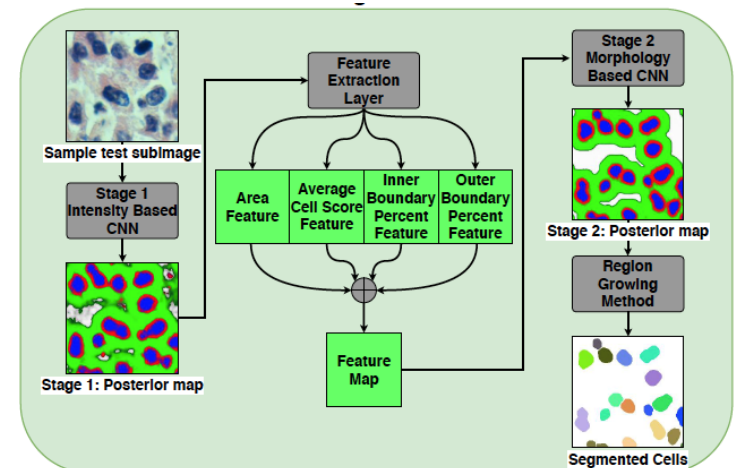 Sample test subImage
Stage 1
Intensity Based
CNN
Stage 1: Posterior map
Feature
Extraction
Layer
Area
Feature
Average
Cell Score
Feature
Inner
Boundary
Percent
Feature
Outer
Boundary
Percent
Feature
Feature
Map
Stage 2
Morphology
Based CNN
Stage 2: Posterior map
Region
Growing
Method
Segmented Cells